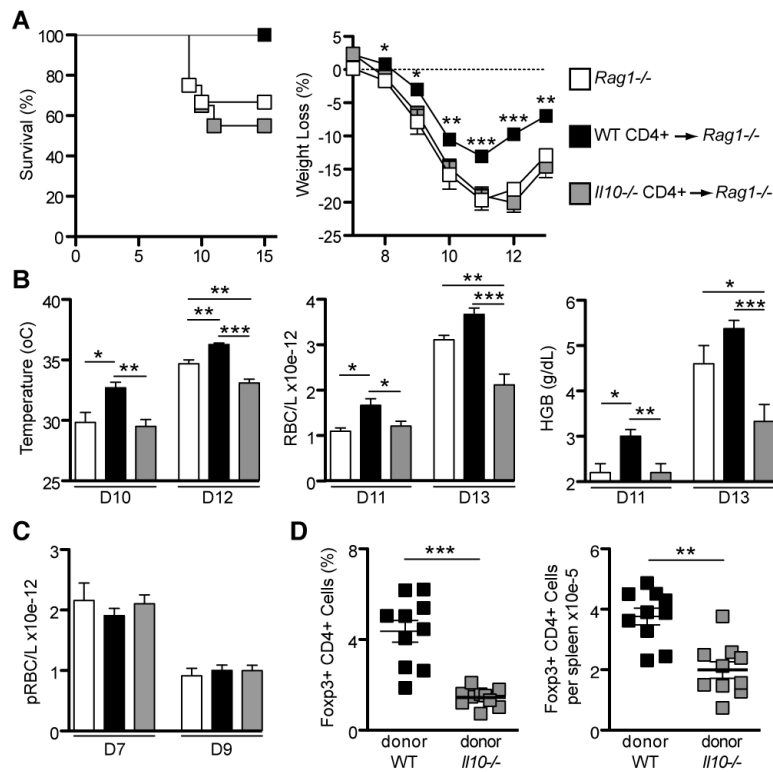 A
Survival (%)
100
80
60
40
20
0
0 5 10 15
Weight Loss (%)
5
0
-5
-10
-15
-20
-25
8 10 12
* * ** *** *** **
Rag1-/-
WT CD4+ → Rag1-/-
Il10-/- CD4+ → Rag1-/-
B
Temperature (oC)
40
35
30
25
* ** ** ** ***
D10 D12
RBC/L x10e-12
4
3
2
1
0
* * ** ***
D11 D13
HGB (g/dL)
6
5
4
3
2
* ** * ***
D11 D13
C
pRBC/L x10e-12
3
2
1
0
D7 D9
D
Foxp3+ CD4+ Cells (%)
8
4
0
***
donor WT
donor Il10-/-
Foxp3+ CD4+ Cells
per spleen x10e-5
6
4
2
0
**
donor WT
donor Il10-/-